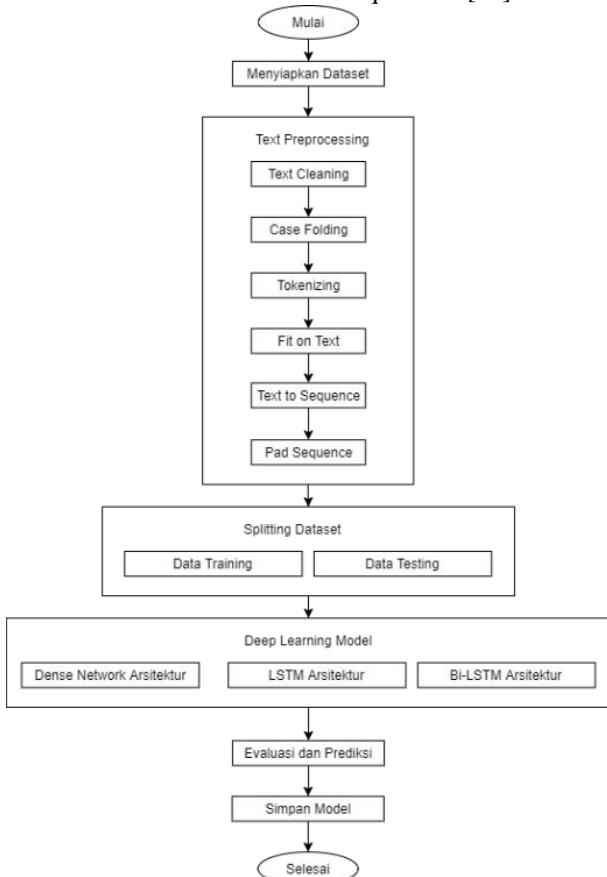 Mulai
Menyiapkan Dataset
Text Preprocessing
Text Cleaning
Case Folding
Tokenizing
Fit on Text
Text to Sequence
Pad Sequence
Splitting Dataset
Data Training Data Testing
Deep Learning Model
Dense Network Arsitektur LSTM Arsitektur Bi-LSTM Arsitektur
Evaluasi dan Prediksi
Simpan Model
Selesai